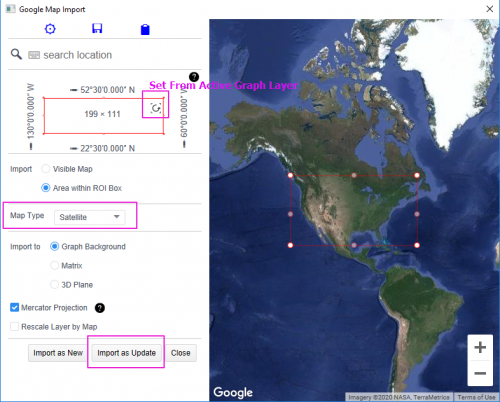 Google Map Import
search location
?
Set From Active Graph Layer
52°30'0.000" N
130°0'0.000" W
199 × 111
60°0'0.000" W
22°30'0.000" N
Import Visible Map
Area within ROI Box
Map Type Satellite
Import to Graph Background
Matrix
3D Plane
Mercator Projection ?
Rescale Layer by Map
Import as New Import as Update Close
+
−
Google
Imagery ©2020 NASA, TerraMetrics Terms of Use